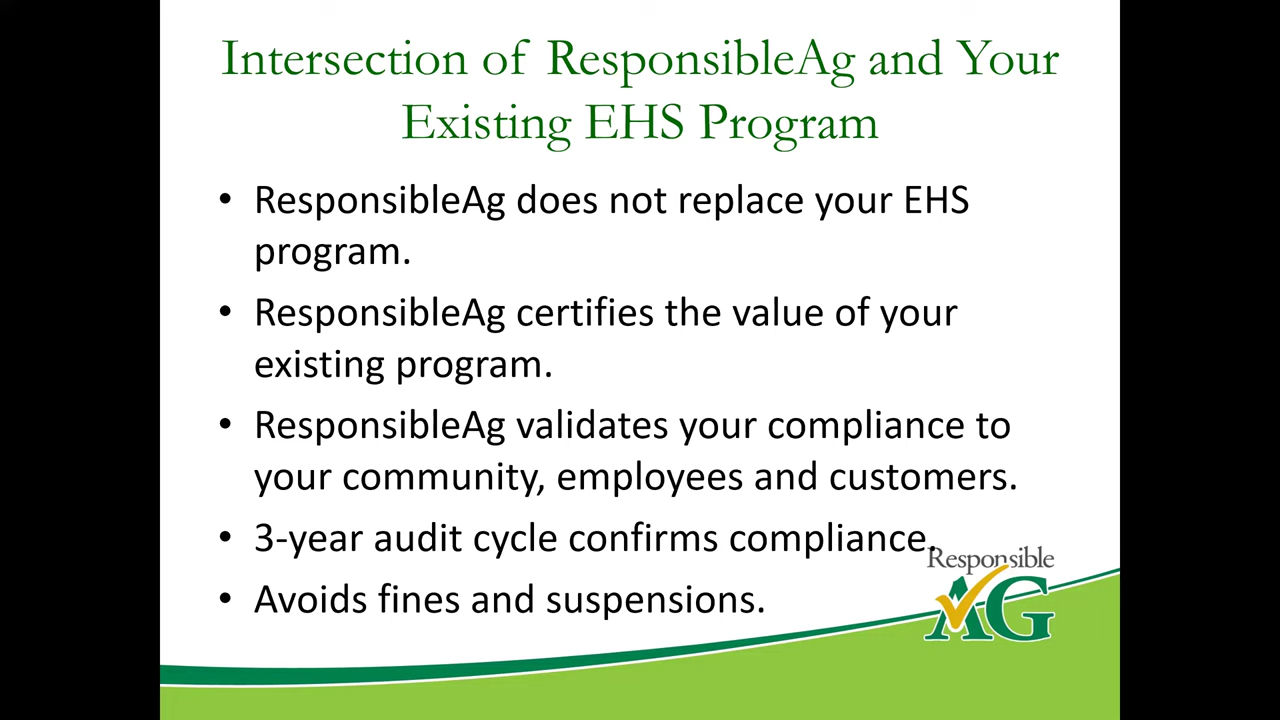 Intersection of ResponsibleAg and Your
Existing EHS Program
• ResponsibleAg does not replace your EHS
program.
• ResponsibleAg certifies the value of your
existing program.
• ResponsibleAg validates your compliance to
your community, employees and customers.
• 3-year audit cycle confirms compliance.
• Avoids fines and suspensions.
Responsible
AG